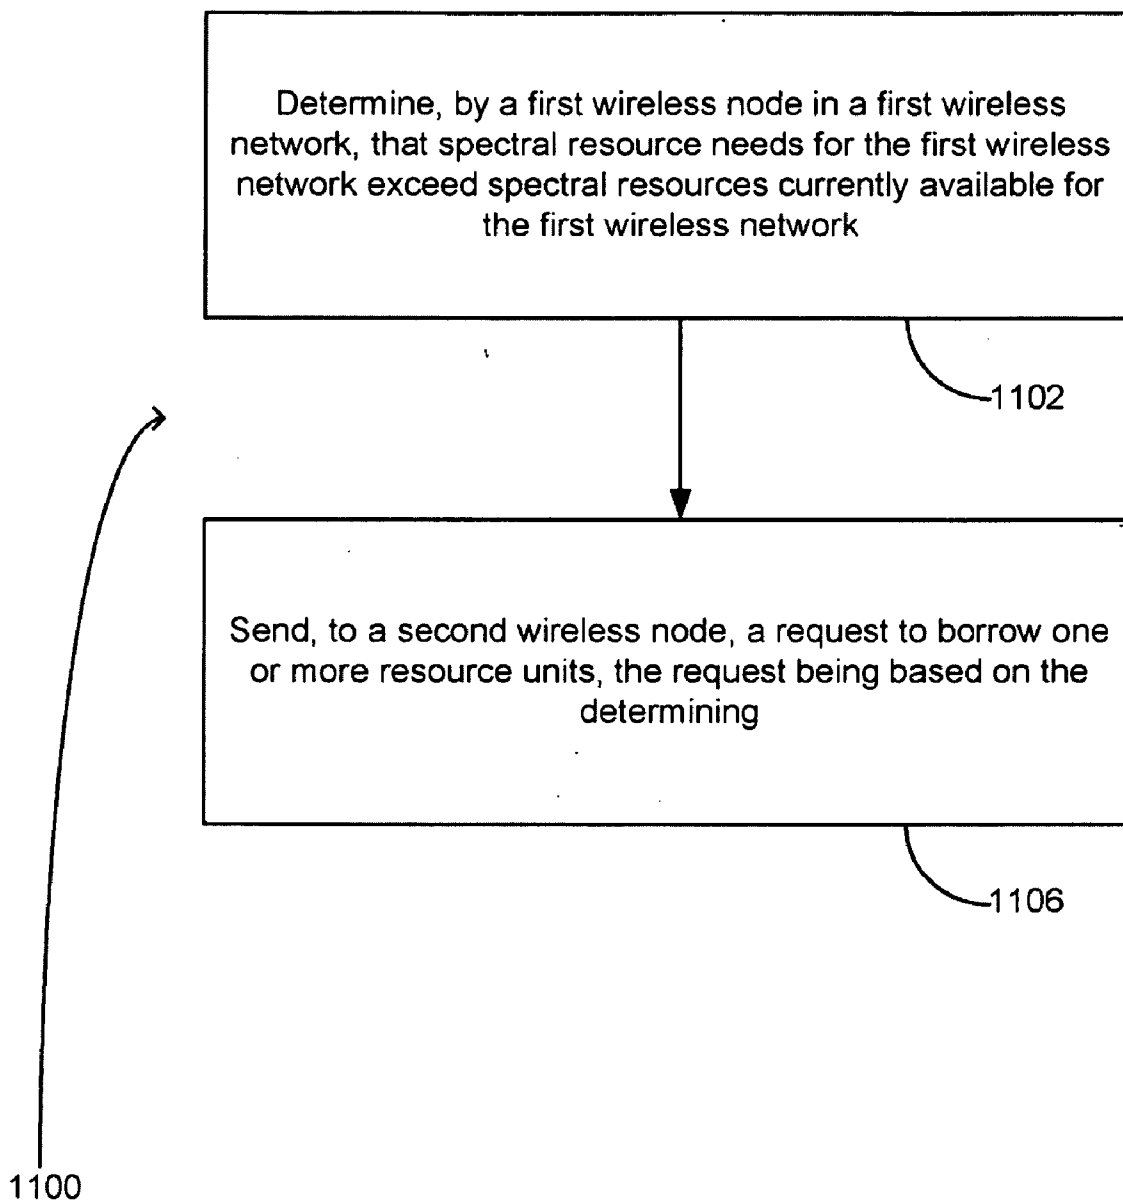 Determine, by a first wireless node in a first wireless
network, that spectral resource needs for the first wireless
network exceed spectral resources currently available for
the first wireless network
1102
Send, to a second wireless node, a request to borrow one
or more resource units, the request being based on the
determining
1106
1100